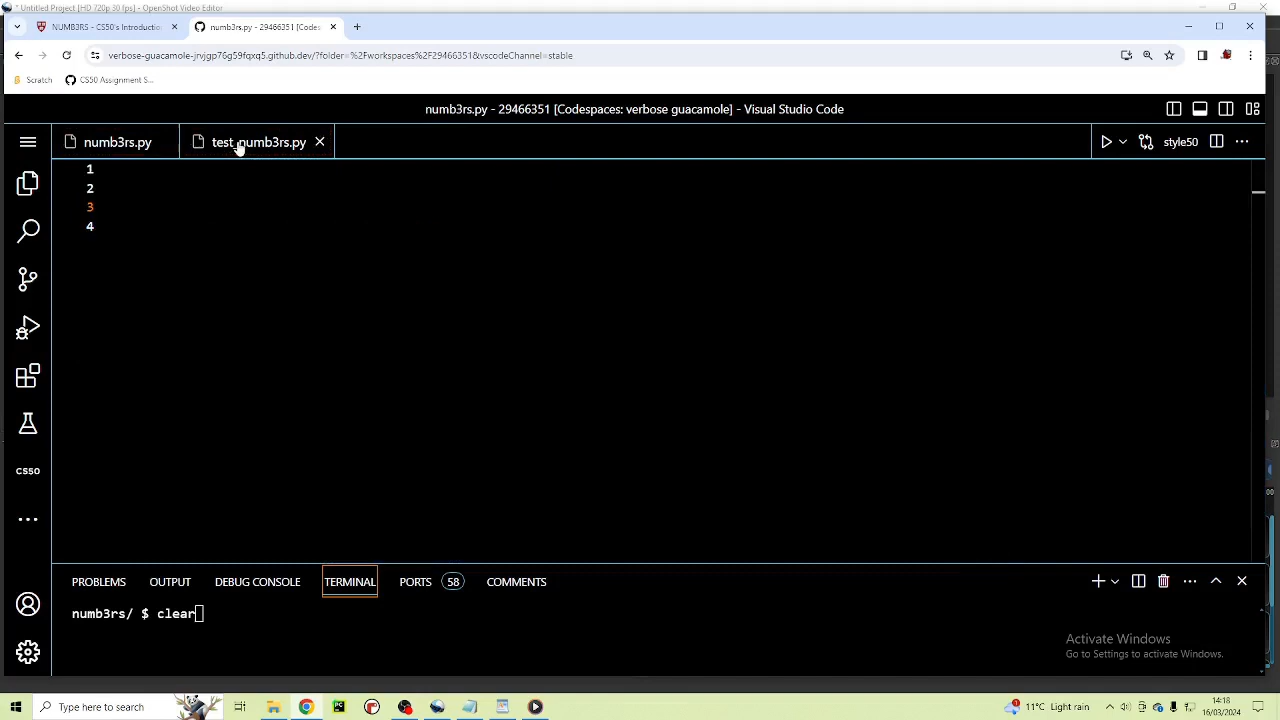 * Untitled Project [HD 720p 30 fps] - OpenShot Video Editor
NUMB3RS - CS50's Introduction
numb3rs.py - 29466351 [Codes
verbose-guacamole-jrvjgp76g59fqxq5.github.dev/?folder=%2Fworkspaces%2F29466351&vscodeChannel=stable
Scratch
CS50 Assignment S...
numb3rs.py - 29466351 [Codespaces: verbose guacamole] - Visual Studio Code
numb3rs.py
test_numb3rs.py
style50
1
2
3
4
CS50
PROBLEMS
OUTPUT
DEBUG CONSOLE
TERMINAL
PORTS
58
COMMENTS
numb3rs/ $ clear
Activate Windows
Go to Settings to activate Windows.
Type here to search
11°C Light rain
14:18
16/03/2024